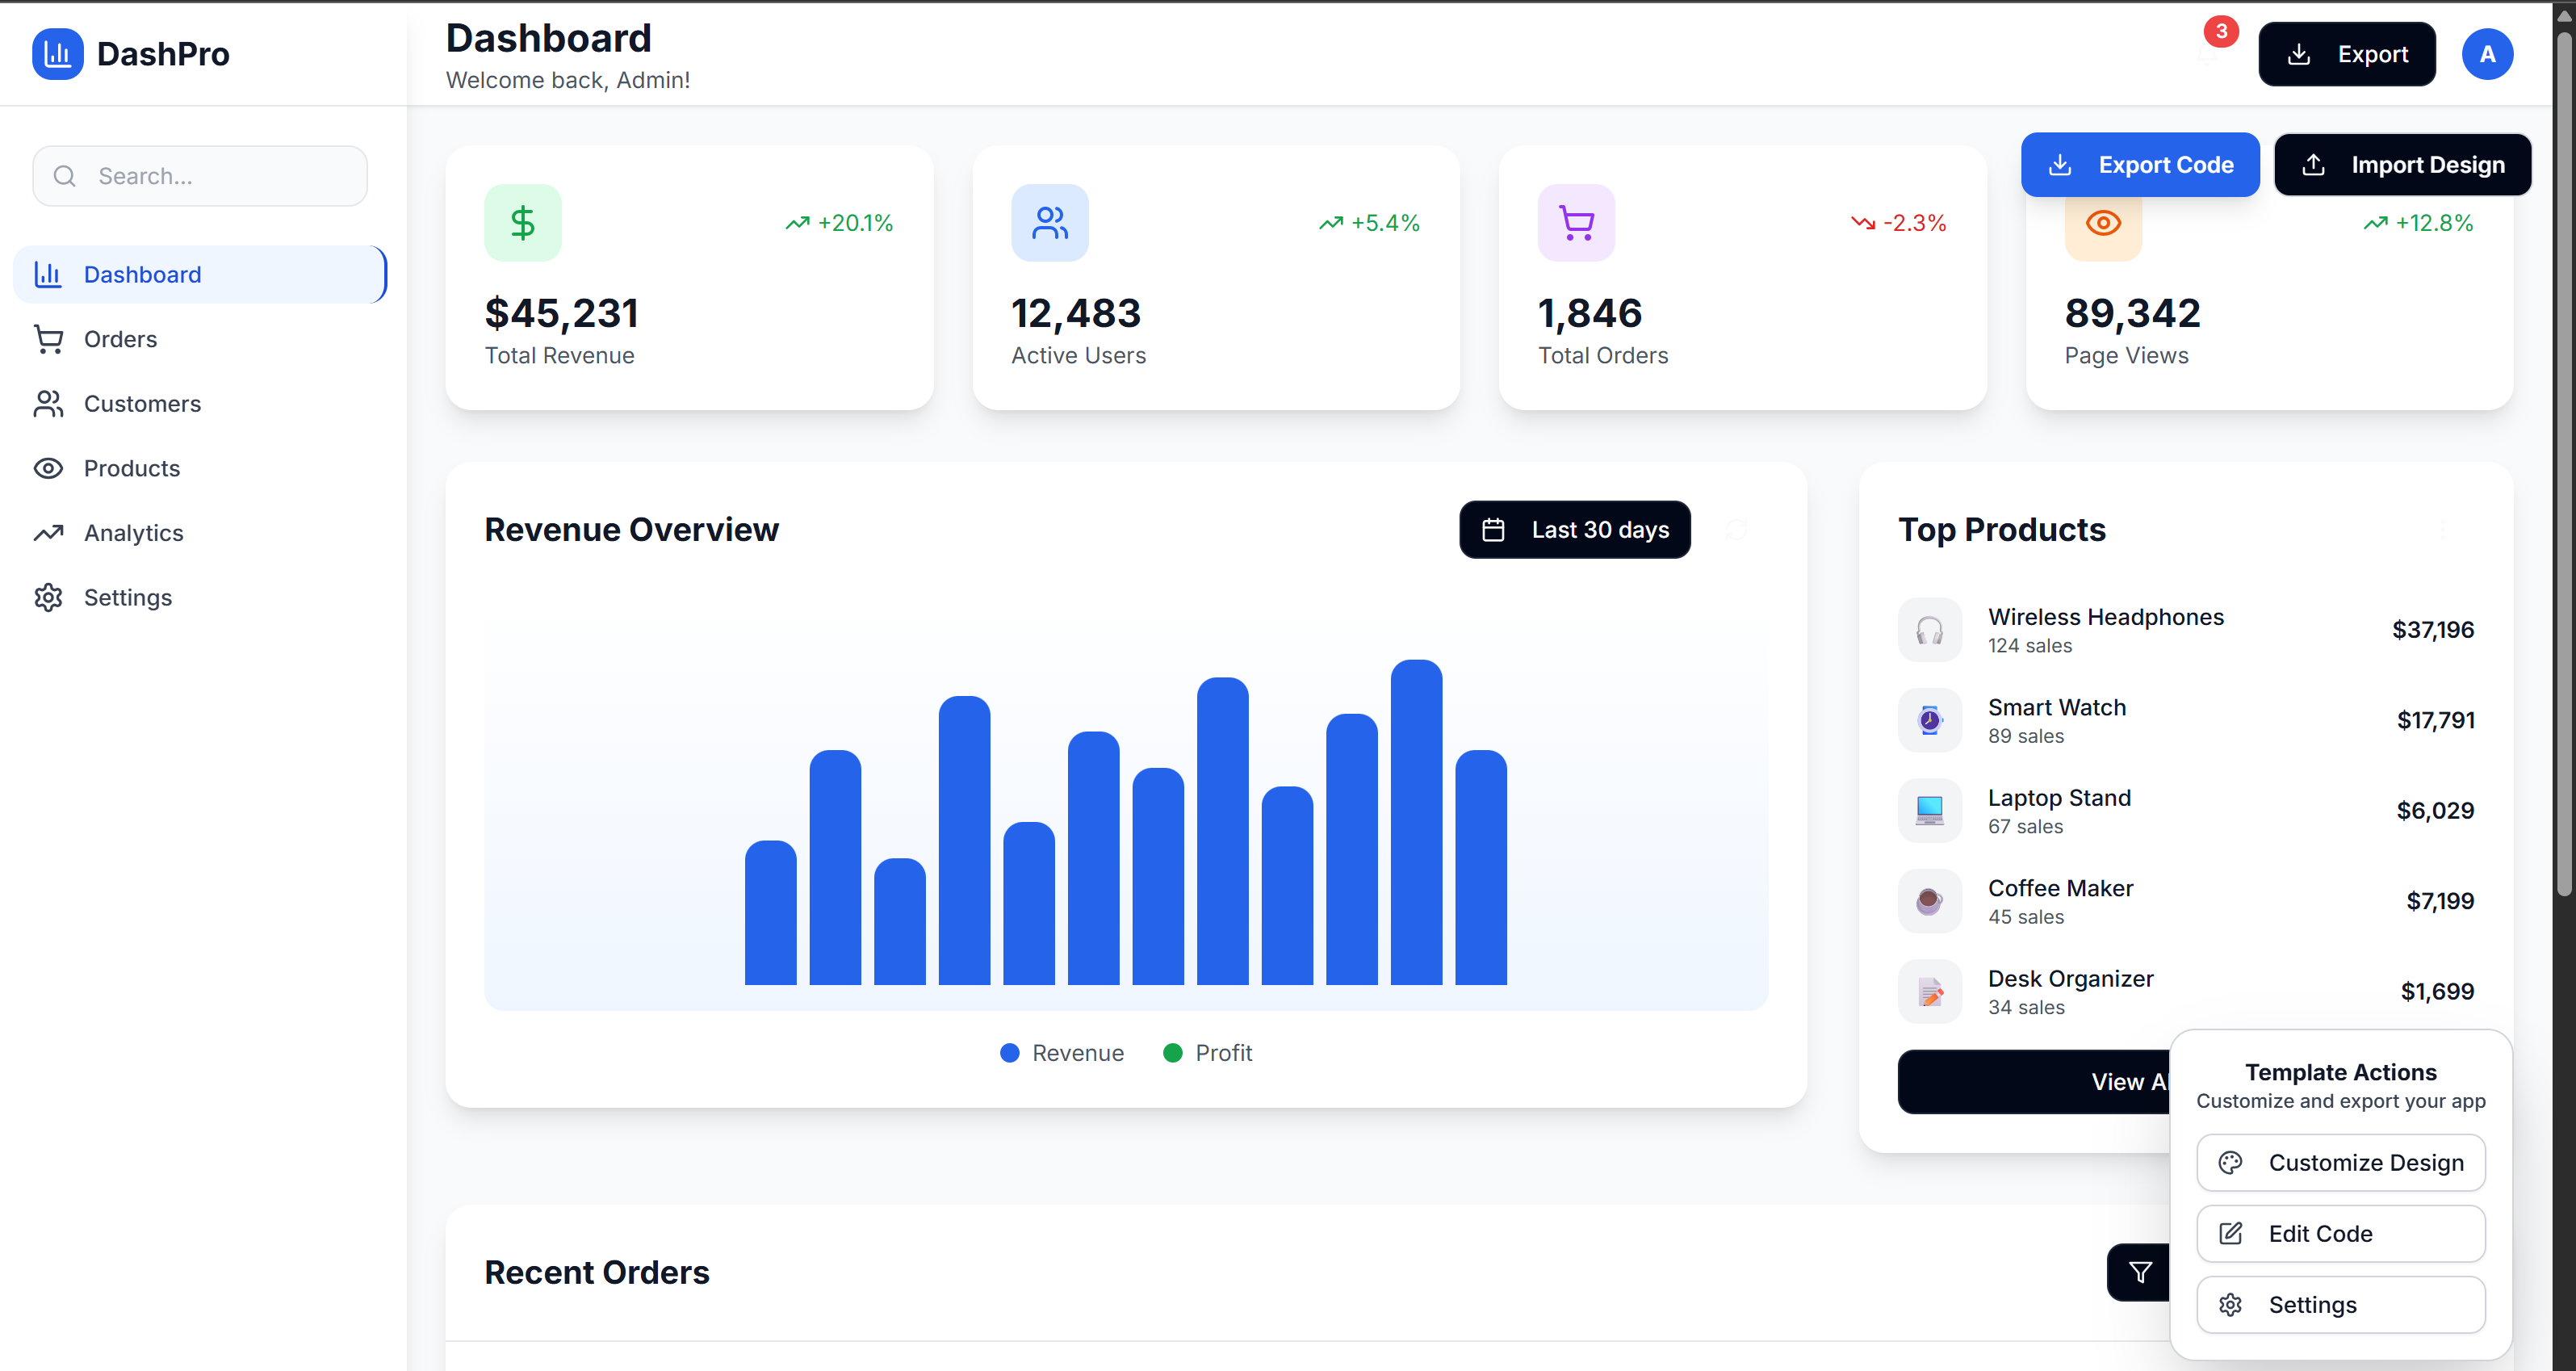 DashPro
Search...
Dashboard
Orders
Customers
Products
Analytics
Settings
Dashboard
Welcome back, Admin!
3
Export
A
Export Code
Import Design
+20.1%
$45,231
Total Revenue
+5.4%
12,483
Active Users
-2.3%
1,846
Total Orders
+12.8%
89,342
Page Views
Revenue Overview
Last 30 days
Revenue
Profit
Top Products
Wireless Headphones
124 sales
$37,196
Smart Watch
89 sales
$17,791
Laptop Stand
67 sales
$6,029
Coffee Maker
45 sales
$7,199
Desk Organizer
34 sales
$1,699
View
Template Actions
Customize and export your app
Customize Design
Edit Code
Settings
Recent Orders